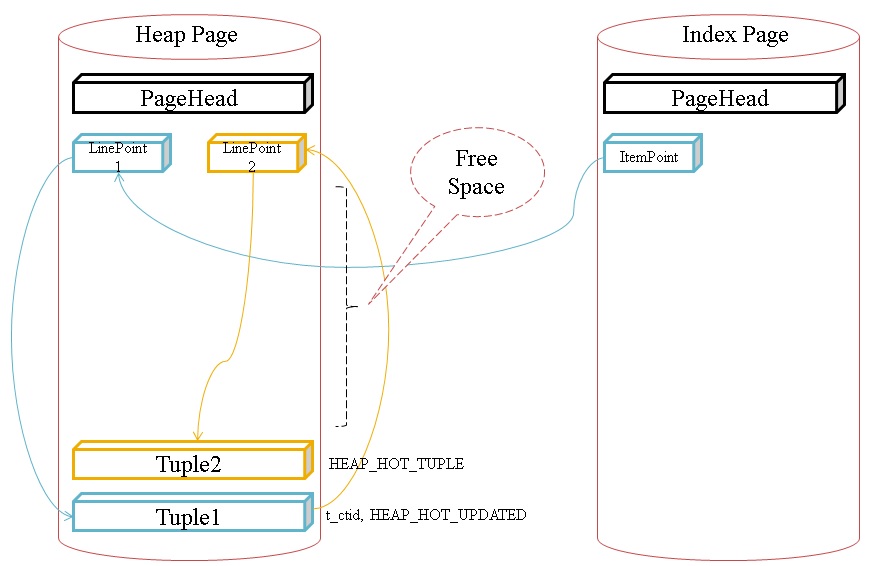 Heap Page
Index Page
PageHead
PageHead
LinePoint
1
LinePoint
2
Free
Space
ItemPoint
Tuple2
HEAP_HOT_TUPLE
Tuple1
t_ctid, HEAP_HOT_UPDATED